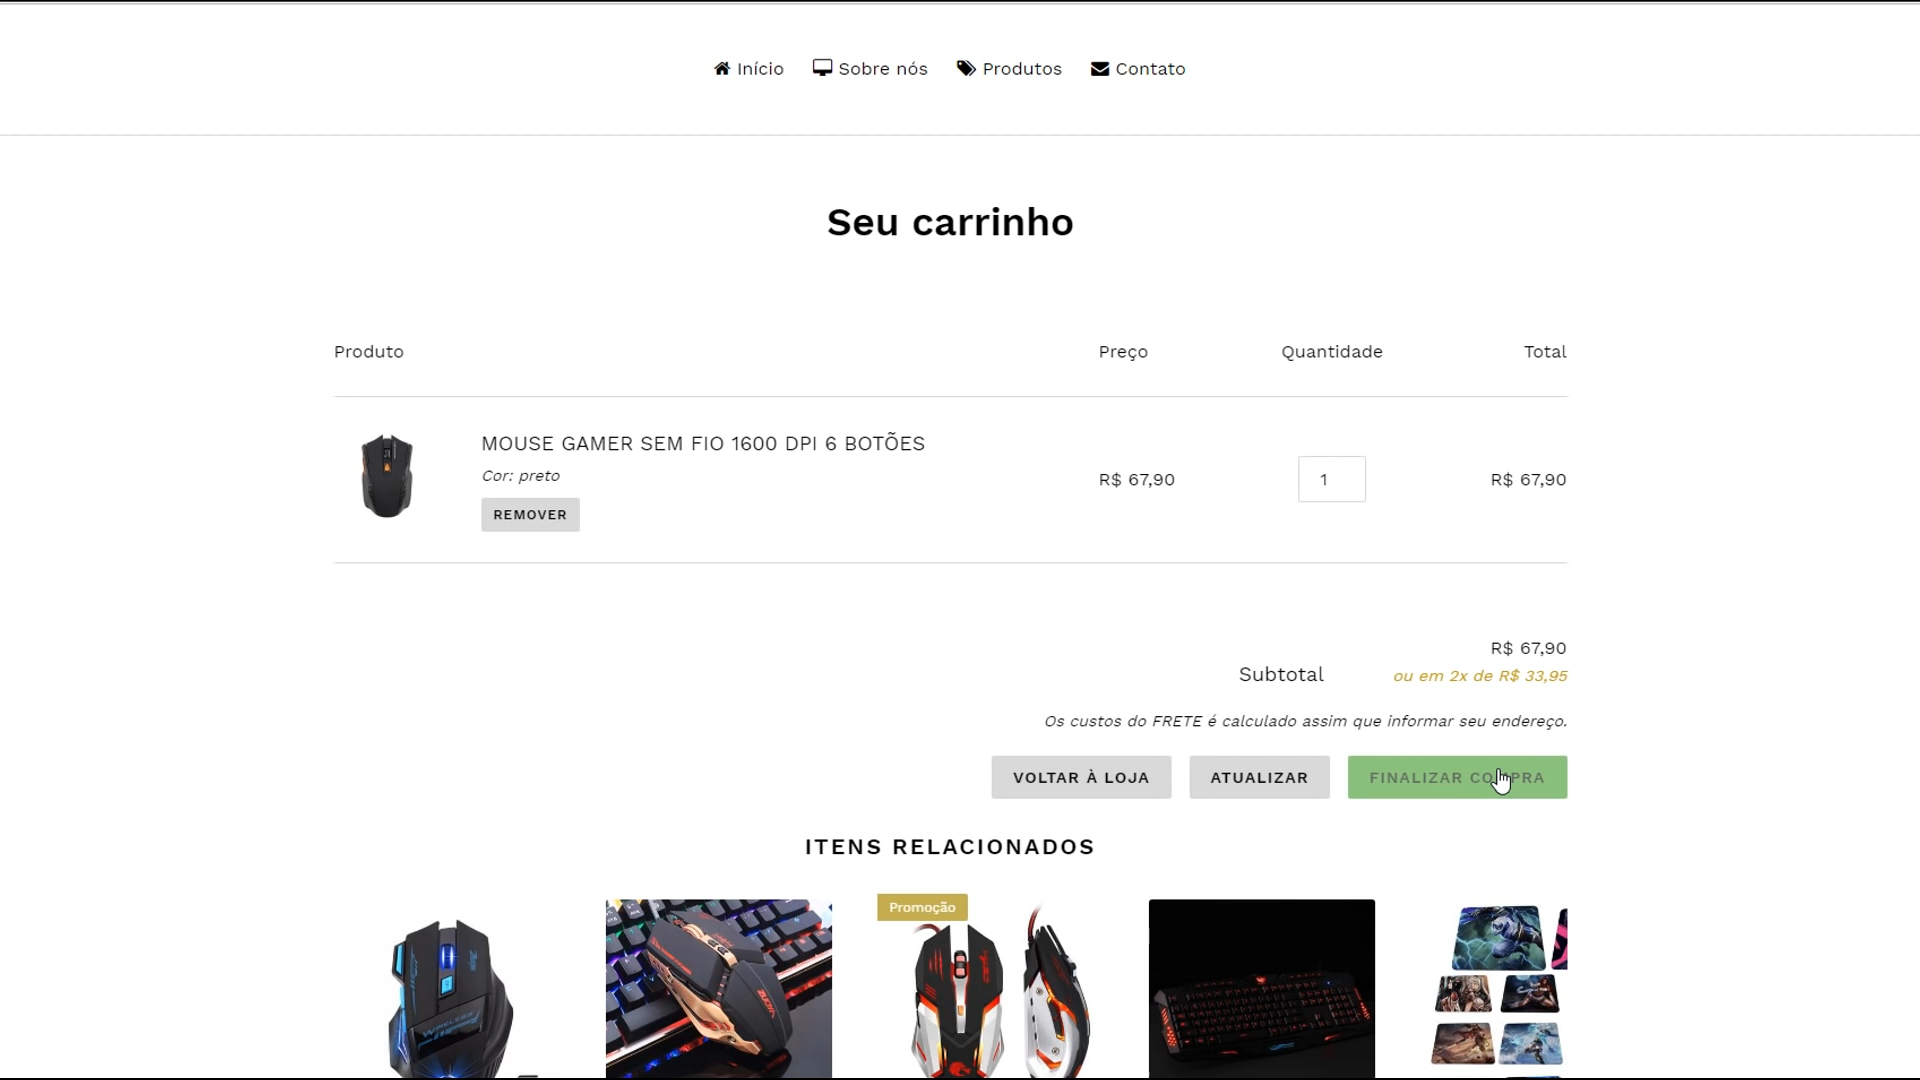 Início Sobre nós Produtos Contato
Seu carrinho
Produto Preço Quantidade Total
MOUSE GAMER SEM FIO 1600 DPI 6 BOTÕES
Cor: preto
R$ 67,90 1 R$ 67,90
REMOVER
R$ 67,90
Subtotal ou em 2x de R$ 33,95
Os custos do FRETE é calculado assim que informar seu endereço.
VOLTAR À LOJA ATUALIZAR FINALIZAR COMPRA
ITENS RELACIONADOS
Promoção